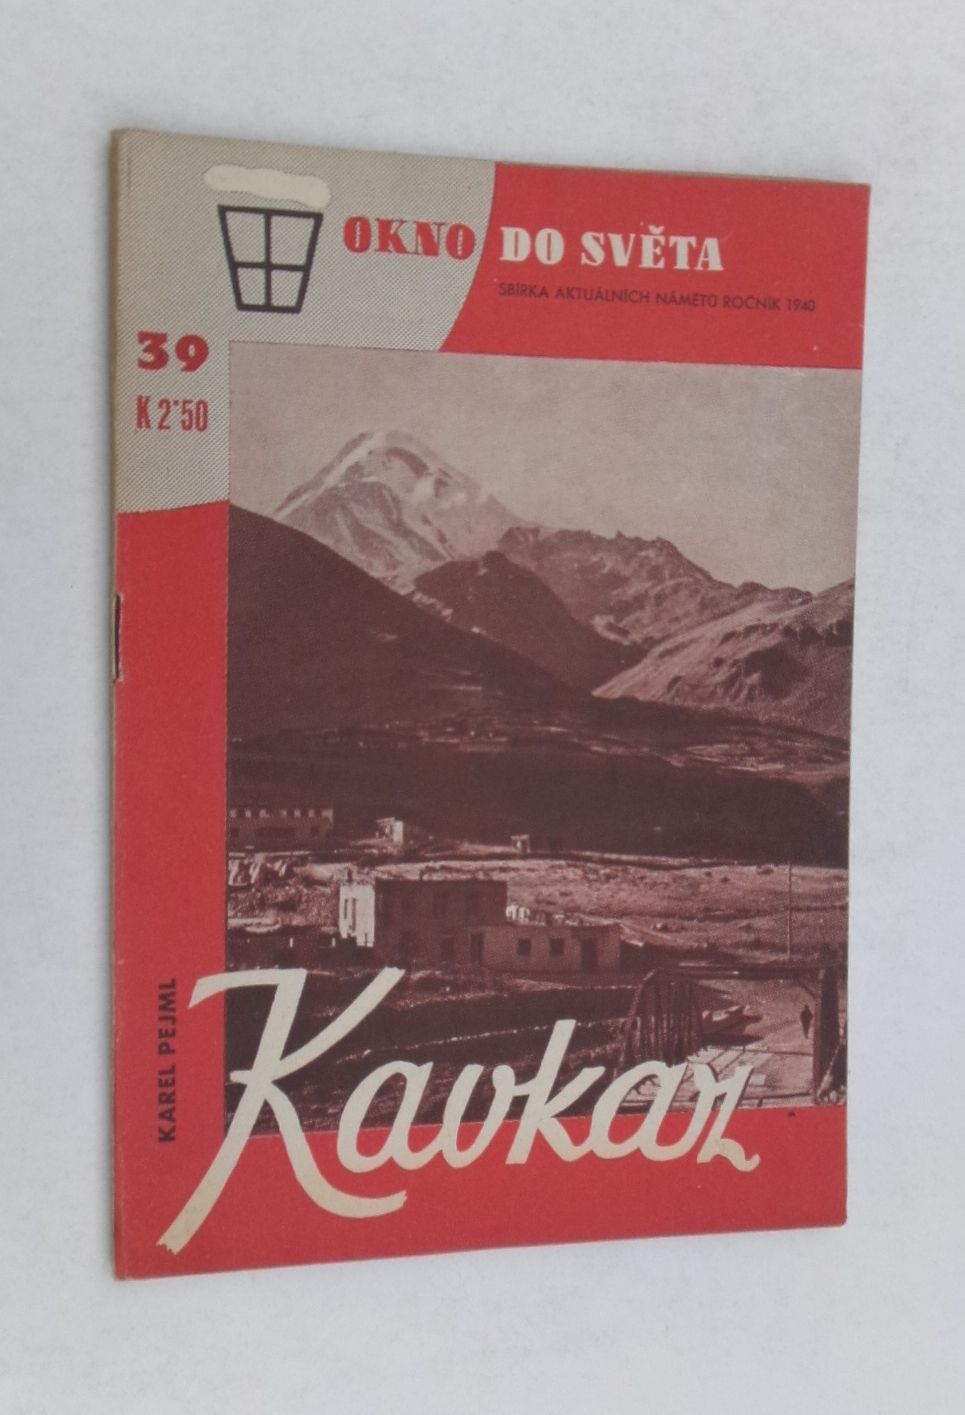 OKNO DO SVĚTA
SBÍRKA AKTUÁLNÍCH NÁMĚTŮ ROČNÍK 1940
39
K 2·50
KAREL PEJML
Kavkaz